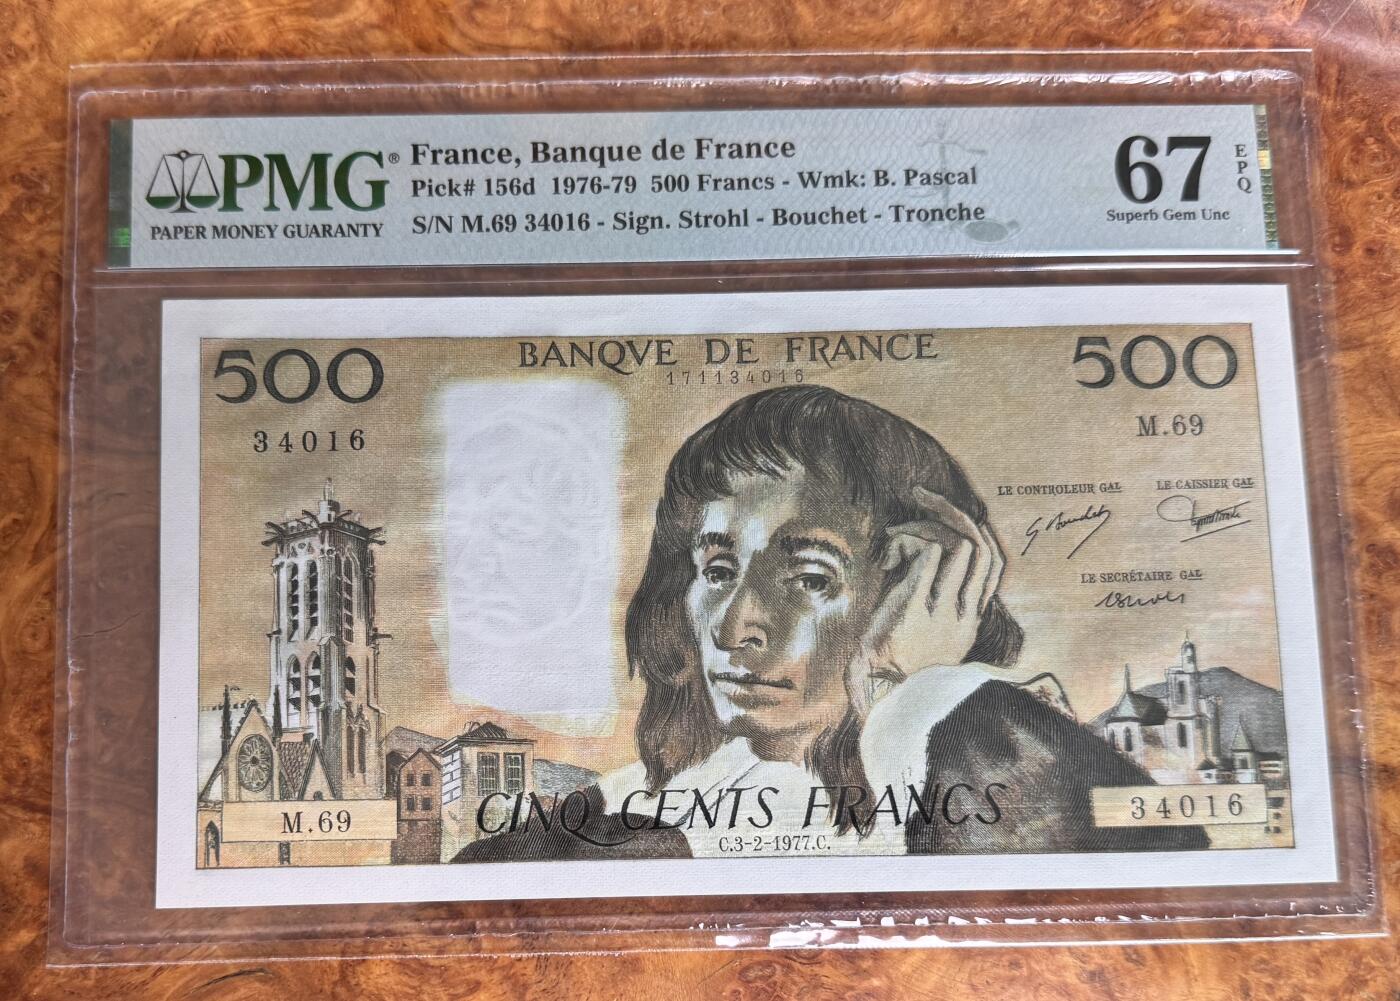 PMG®
PAPER MONEY GUARANTY
France, Banque de France
Pick# 156d 1976-79 500 Francs - Wmk: B. Pascal
S/N M.69 34016 - Sign. Strohl - Bouchet - Tronche
67
EPQ
Superb Gem Unc
500
BANQVE DE FRANCE
500
171134016
34016
M.69
LE CONTROLEUR GAL
LE CAISSIER GAL
G Bouchet
LE SECRÉTAIRE GAL
CINQ CENTS FRANCS
M.69
34016
C.3-2-1977.C.